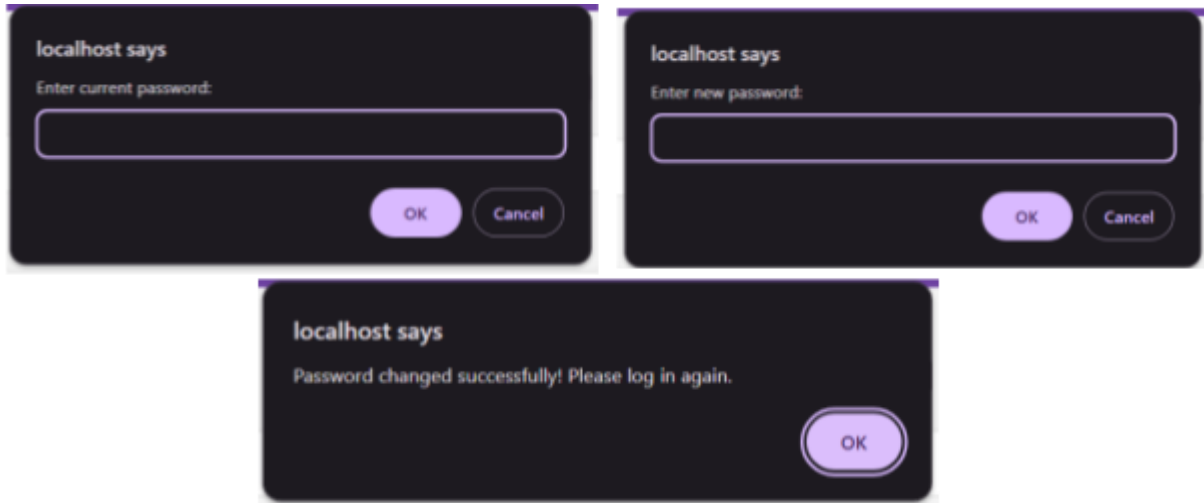 localhost says
Enter current password:
OK
Cancel
localhost says
Enter new password:
OK
Cancel
localhost says
Password changed successfully! Please log in again.
OK